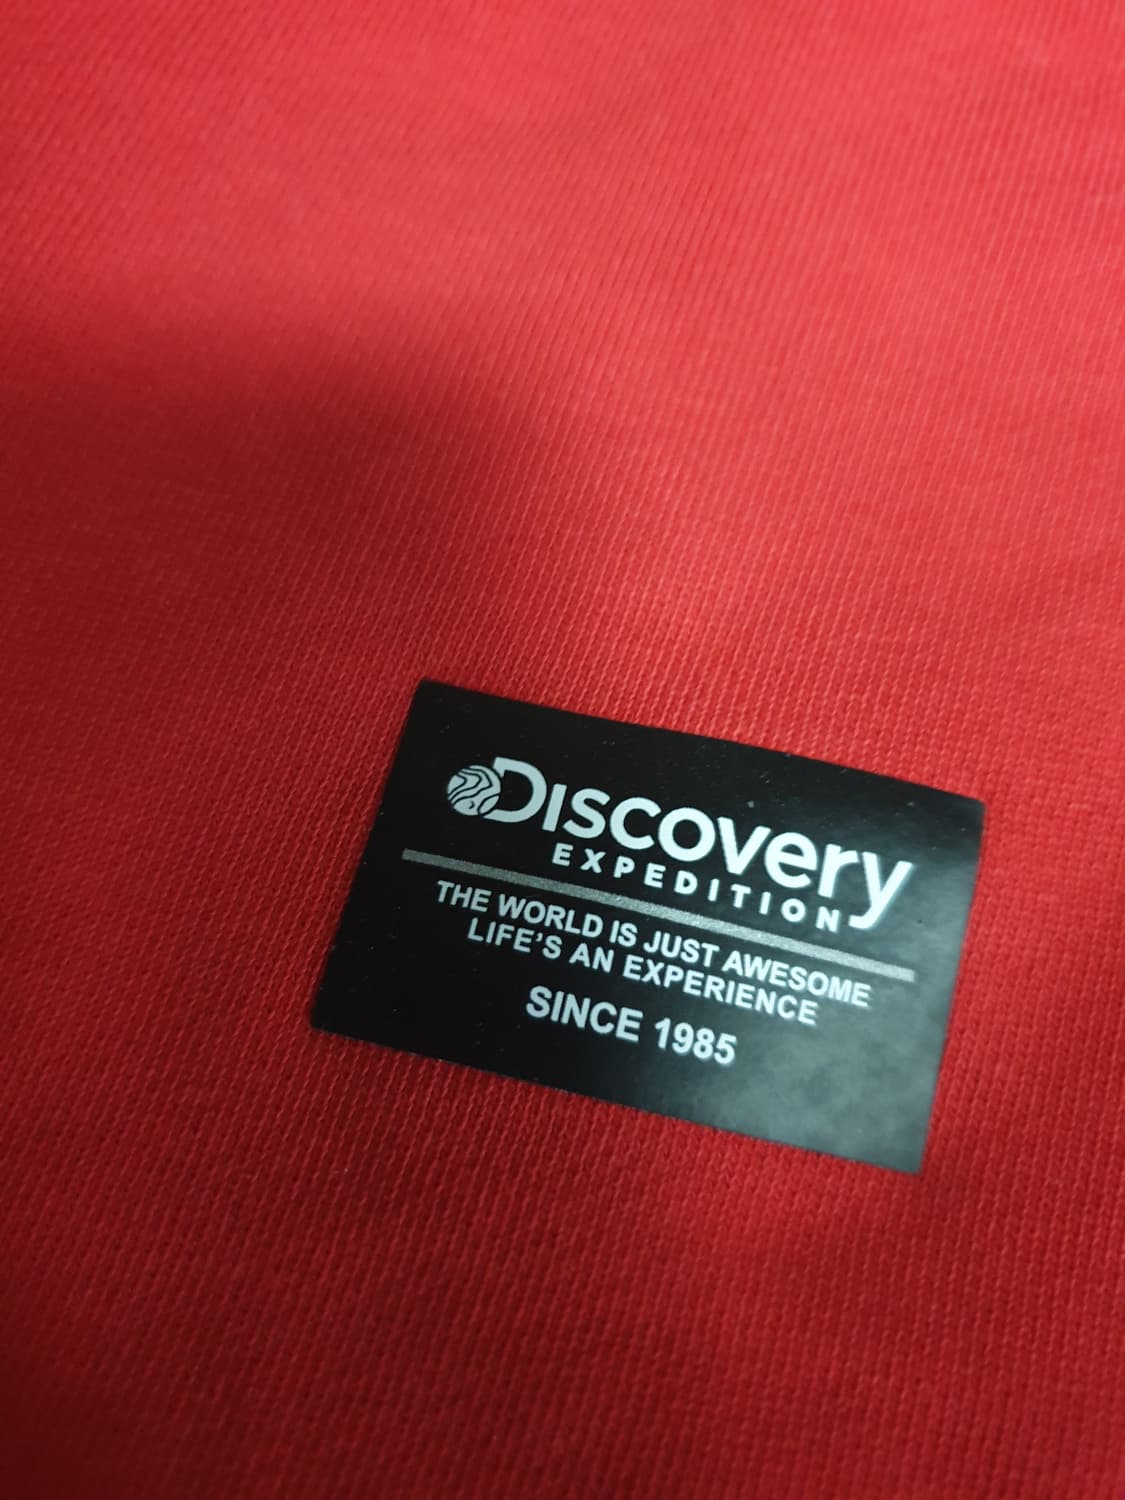 DISCOVery
EXPEDITION
THE WORLD IS JUST AWESOME
LIFE'S AN EXPERIENCE
SINCE 1985